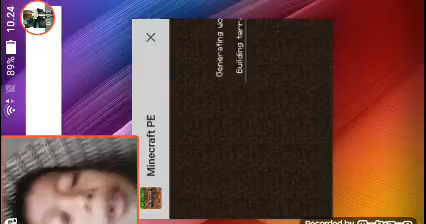 10.24
89%
Minecraft PE
Generating wo
Building terra
Recorded by